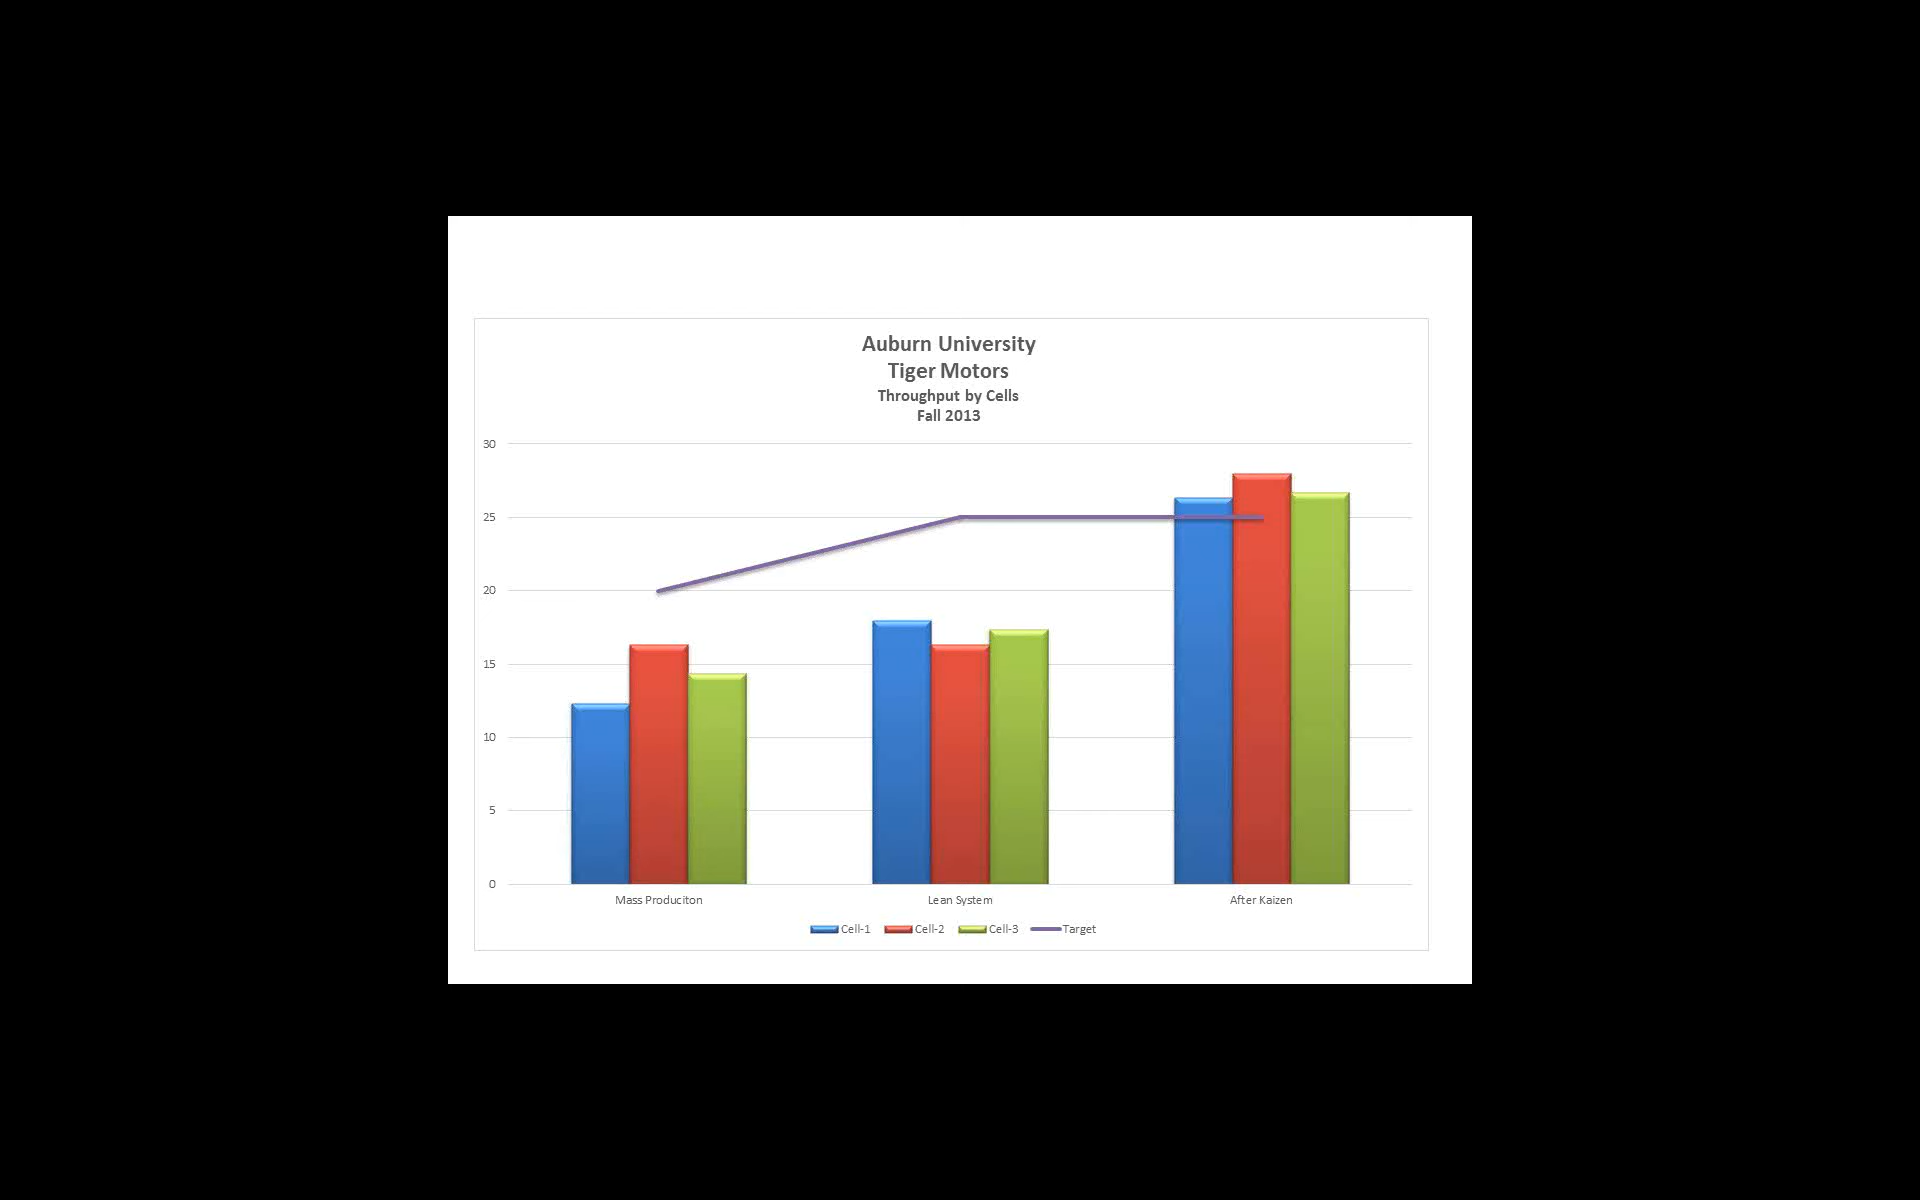 Auburn University
Tiger Motors
Throughput by Cells
Fall 2013
30
25
20
15
10
5
0
Mass Produciton Lean System After Kaizen
Cell-1 Cell-2 Cell-3 Target